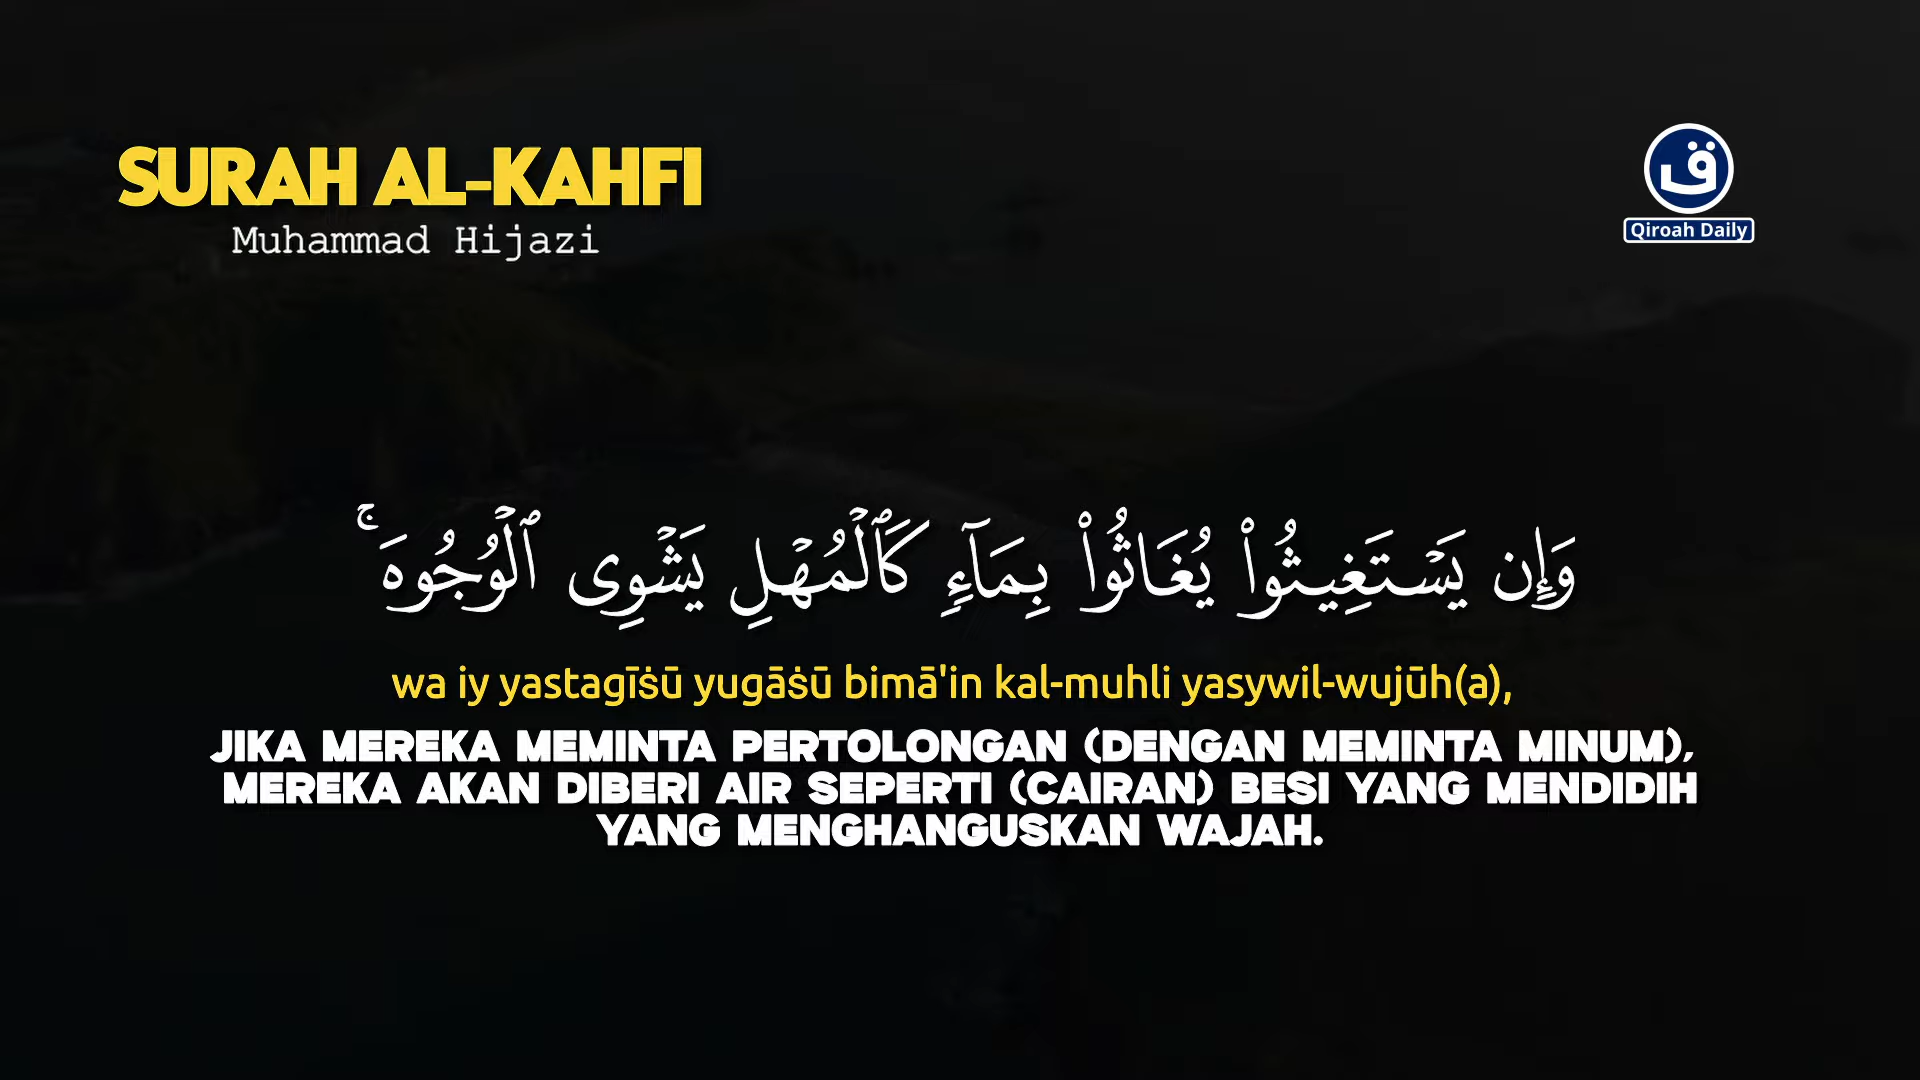 SURAH AL-KAHFI
Muhammad Hijazi
ق
Qiroah Daily
وَإِن يَسْتَغِيثُوا۟ يُغَاثُوا۟ بِمَآءٍ كَٱلْمُهْلِ يَشْوِى ٱلْوُجُوهَ ۚ
wa iy yastagīṡū yugāṡū bimā'in kal-muhli yasywil-wujūh(a),
JIKA MEREKA MEMINTA PERTOLONGAN (DENGAN MEMINTA MINUM),
MEREKA AKAN DIBERI AIR SEPERTI (CAIRAN) BESI YANG MENDIDIH
YANG MENGHANGUSKAN WAJAH.